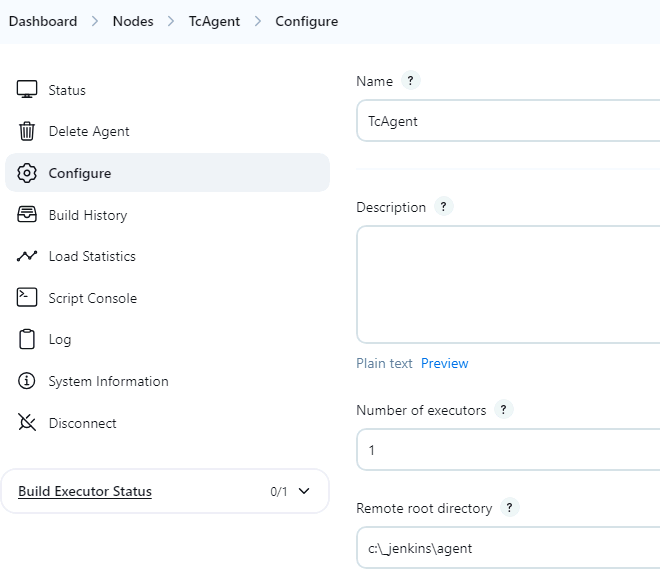 Dashboard > Nodes > TcAgent > Configure
Status
Delete Agent
Configure
Build History
Load Statistics
Script Console
Log
System Information
Disconnect
Build Executor Status 0/1
Name ?
TcAgent
Description ?
Plain text Preview
Number of executors ?
1
Remote root directory ?
c:\_jenkins\agent